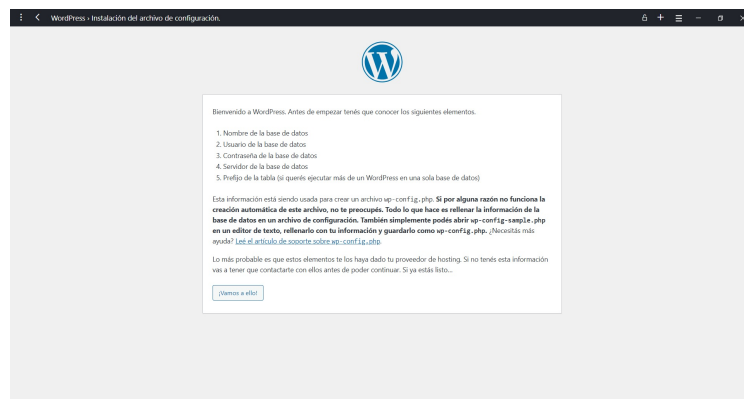 WordPress › Instalación del archivo de configuración.
Bienvenido a WordPress. Antes de empezar tenés que conocer los siguientes elementos.
1. Nombre de la base de datos
2. Usuario de la base de datos
3. Contraseña de la base de datos
4. Servidor de la base de datos
5. Prefijo de la tabla (si querés ejecutar más de un WordPress en una sola base de datos)
Esta información está siendo usada para crear un archivo wp-config.php. Si por alguna razón no funciona la
creación automática de este archivo, no te preocupés. Todo lo que hace es rellenar la información de la
base de datos en un archivo de configuración. También simplemente podés abrir wp-config-sample.php
en un editor de texto, rellenarlo con tu información y guardarlo como wp-config.php. ¿Necesitás más
ayuda? Leé el artículo de soporte sobre wp-config.php.
Lo más probable es que estos elementos te los haya dado tu proveedor de hosting. Si no tenés esta información
vas a tener que contactarte con ellos antes de poder continuar. Si ya estás listo...
¡Vamos a ello!